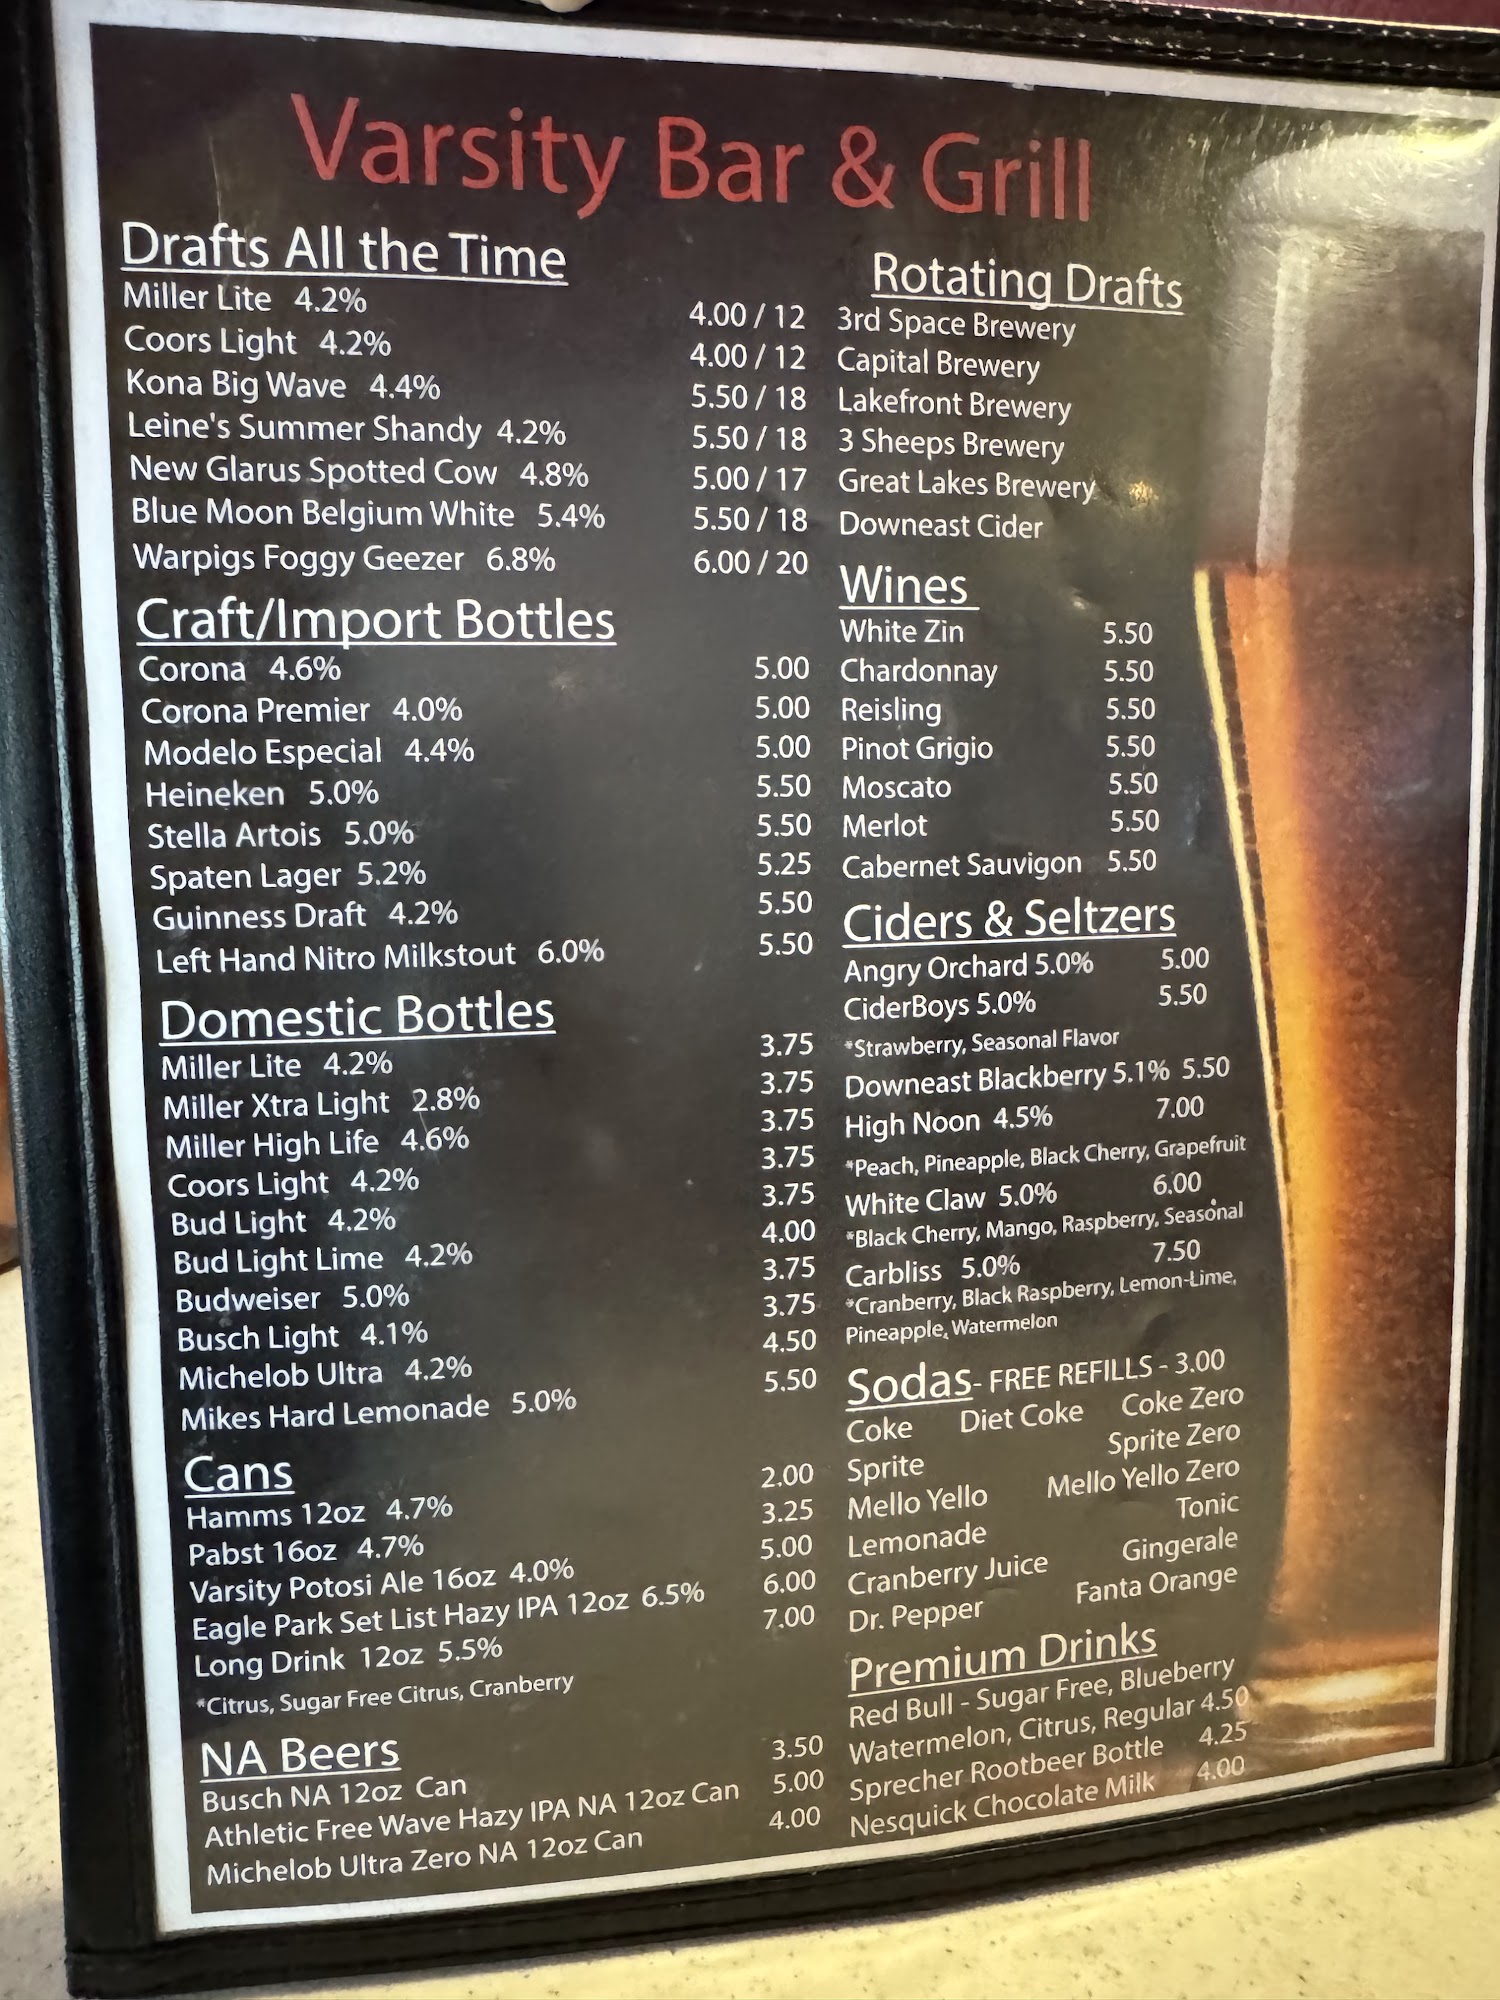 Varsity Bar & Grill
Drafts All the Time
Miller Lite 4.2% 4.00 / 12
Coors Light 4.2% 4.00 / 12
Kona Big Wave 4.4% 5.50 / 18
Leine's Summer Shandy 4.2% 5.50 / 18
New Glarus Spotted Cow 4.8% 5.00 / 17
Blue Moon Belgium White 5.4% 5.50 / 18
Warpigs Foggy Geezer 6.8% 6.00 / 20
Craft/Import Bottles
Corona 4.6% 5.00
Corona Premier 4.0% 5.00
Modelo Especial 4.4% 5.00
Heineken 5.0% 5.50
Stella Artois 5.0% 5.50
Spaten Lager 5.2% 5.25
Guinness Draft 4.2% 5.50
Left Hand Nitro Milkstout 6.0% 5.50
Domestic Bottles
Miller Lite 4.2% 3.75
Miller Xtra Light 2.8% 3.75
Miller High Life 4.6% 3.75
Coors Light 4.2% 3.75
Bud Light 4.2% 3.75
Bud Light Lime 4.2% 4.00
Budweiser 5.0% 3.75
Busch Light 4.1% 3.75
Michelob Ultra 4.2% 4.50
Mikes Hard Lemonade 5.0% 5.50
Cans
Hamms 12oz 4.7% 2.00
Pabst 16oz 4.7% 3.25
Varsity Potosi Ale 16oz 4.0% 5.00
Eagle Park Set List Hazy IPA 12oz 6.5% 6.00
Long Drink 12oz 5.5% 7.00
*Citrus, Sugar Free Citrus, Cranberry
NA Beers
Busch NA 12oz Can 3.50
Athletic Free Wave Hazy IPA NA 12oz Can 5.00
Michelob Ultra Zero NA 12oz Can 4.00
Rotating Drafts
3rd Space Brewery
Capital Brewery
Lakefront Brewery
3 Sheeps Brewery
Great Lakes Brewery
Downeast Cider
Wines
White Zin 5.50
Chardonnay 5.50
Reisling 5.50
Pinot Grigio 5.50
Moscato 5.50
Merlot 5.50
Cabernet Sauvigon 5.50
Ciders & Seltzers
Angry Orchard 5.0% 5.00
CiderBoys 5.0% 5.50
*Strawberry, Seasonal Flavor
Downeast Blackberry 5.1% 5.50
High Noon 4.5% 7.00
*Peach, Pineapple, Black Cherry, Grapefruit
White Claw 5.0% 6.00
*Black Cherry, Mango, Raspberry, Seasonal
Carbliss 5.0% 7.50
*Cranberry, Black Raspberry, Lemon-Lime,
Pineapple, Watermelon
Sodas- FREE REFILLS - 3.00
Coke Diet Coke Coke Zero
Sprite Sprite Zero
Mello Yello Mello Yello Zero
Lemonade Tonic
Cranberry Juice Gingerale
Dr. Pepper Fanta Orange
Premium Drinks
Red Bull - Sugar Free, Blueberry
Watermelon, Citrus, Regular 4.50
Sprecher Rootbeer Bottle 4.25
Nesquick Chocolate Milk 4.00